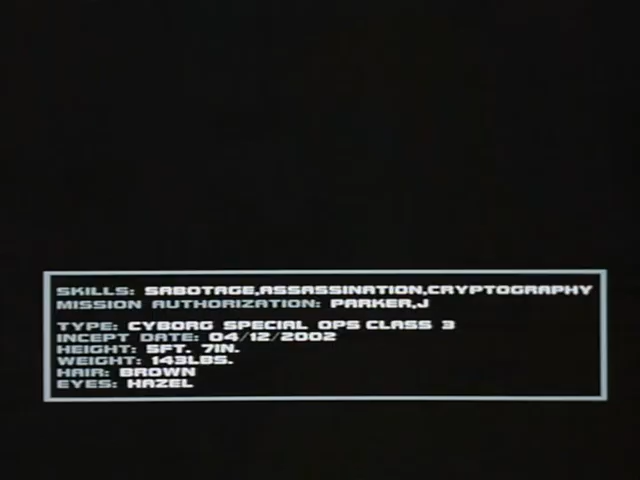 SKILLS: SABOTAGE,ASSASSINATION,CRYPTOGRAPHY
MISSION AUTHORIZATION: PARKER,J
TYPE: CYBORG SPECIAL OPS CLASS 3
INCEPT DATE: 04/12/2002
HEIGHT: 5FT. 7IN.
WEIGHT: 143LBS.
HAIR: BROWN
EYES: HAZEL